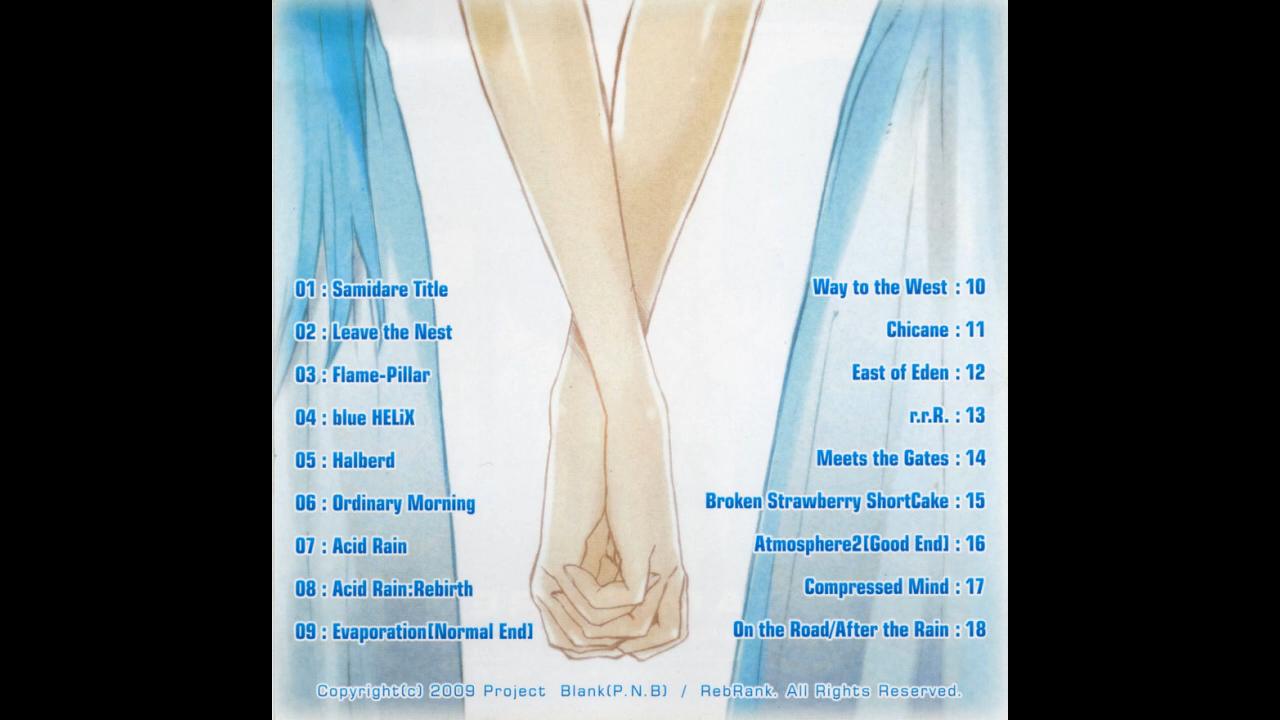 01 : Samidare Title
02 : Leave the Nest
03 : Flame-Pillar
04 : blue HELiX
05 : Halberd
06 : Ordinary Morning
07 : Acid Rain
08 : Acid Rain:Rebirth
09 : Evaporation[Normal End]
Way to the West : 10
Chicane : 11
East of Eden : 12
r.r.R. : 13
Meets the Gates : 14
Broken Strawberry ShortCake : 15
Atmosphere2[Good End] : 16
Compressed Mind : 17
On the Road/After the Rain : 18
Copyright(c) 2009 Project Blank(P.N.B) / RebRank. All Rights Reserved.